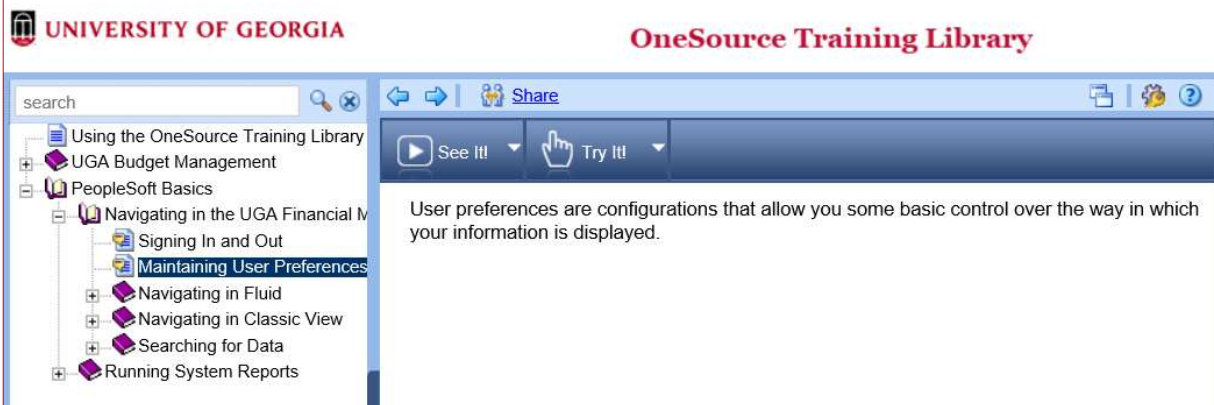 UNIVERSITY OF GEORGIA
OneSource Training Library
search
Share
See It!
Try It!
Using the OneSource Training Library
UGA Budget Management
PeopleSoft Basics
Navigating in the UGA Financial M
Signing In and Out
Maintaining User Preferences
Navigating in Fluid
Navigating in Classic View
Searching for Data
Running System Reports
User preferences are configurations that allow you some basic control over the way in which
your information is displayed.